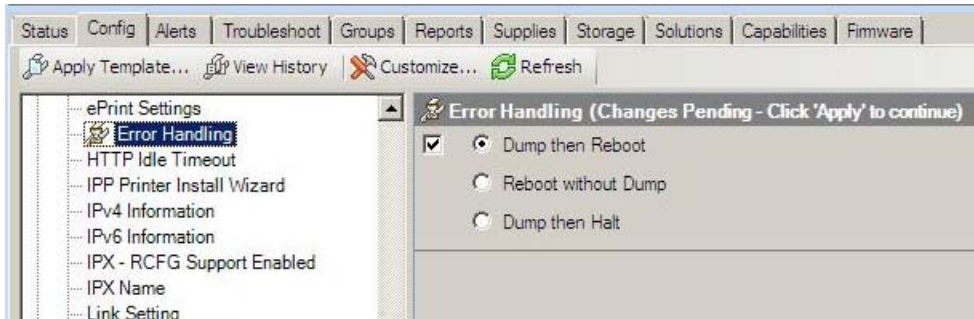 Status Config Alerts Troubleshoot Groups Reports Supplies Storage Solutions Capabilities Firmware
Apply Template... View History Customize... Refresh
ePrint Settings
Error Handling
HTTP Idle Timeout
IPP Printer Install Wizard
IPv4 Information
IPv6 Information
IPX - RCFG Support Enabled
IPX Name
Link Setting
Error Handling (Changes Pending - Click 'Apply' to continue)
Dump then Reboot
Reboot without Dump
Dump then Halt